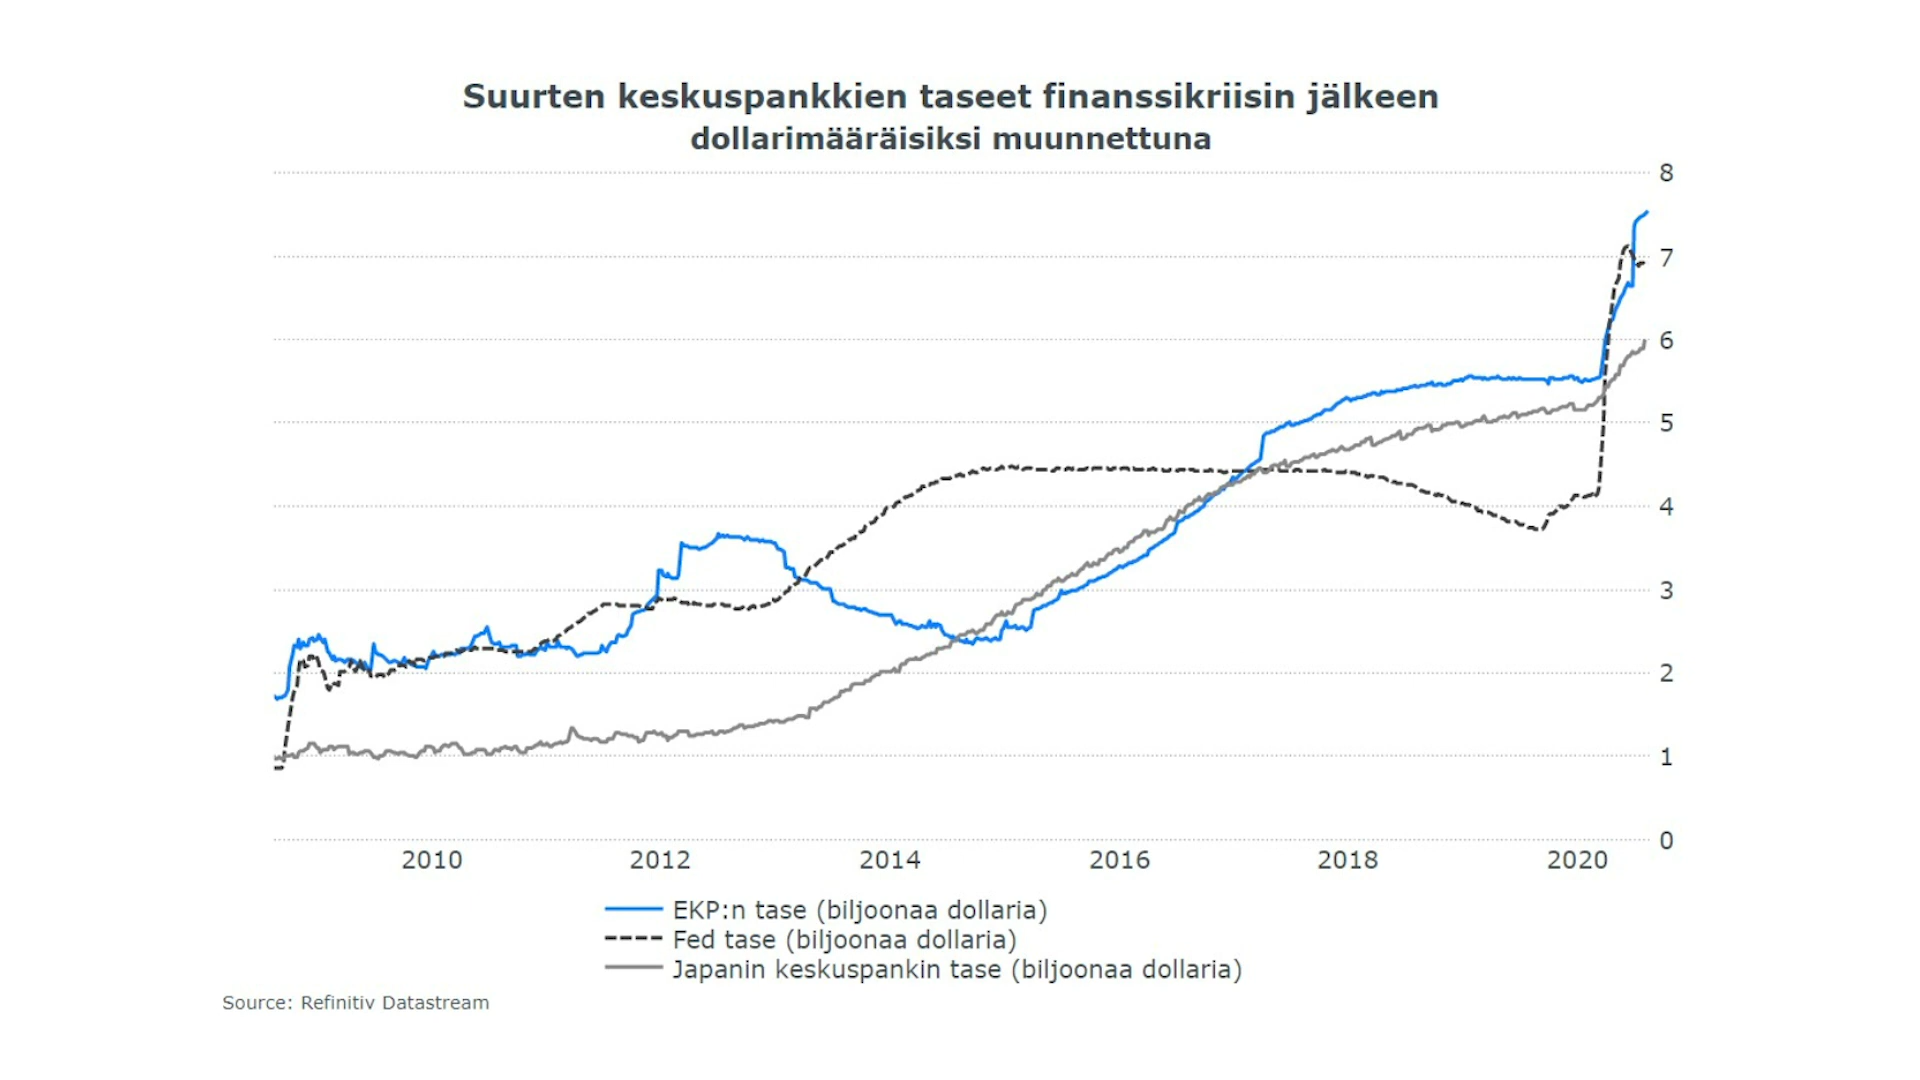 Suurten keskuspankkien taseet finanssikriisin jälkeen
dollarimääräisiksi muunnettuna
8
7
6
5
4
3
2
1
0
2010 2012 2014 2016 2018 2020
EKP:n tase (biljoonaa dollaria)
Fed tase (biljoonaa dollaria)
Japanin keskuspankin tase (biljoonaa dollaria)
Source: Refinitiv Datastream